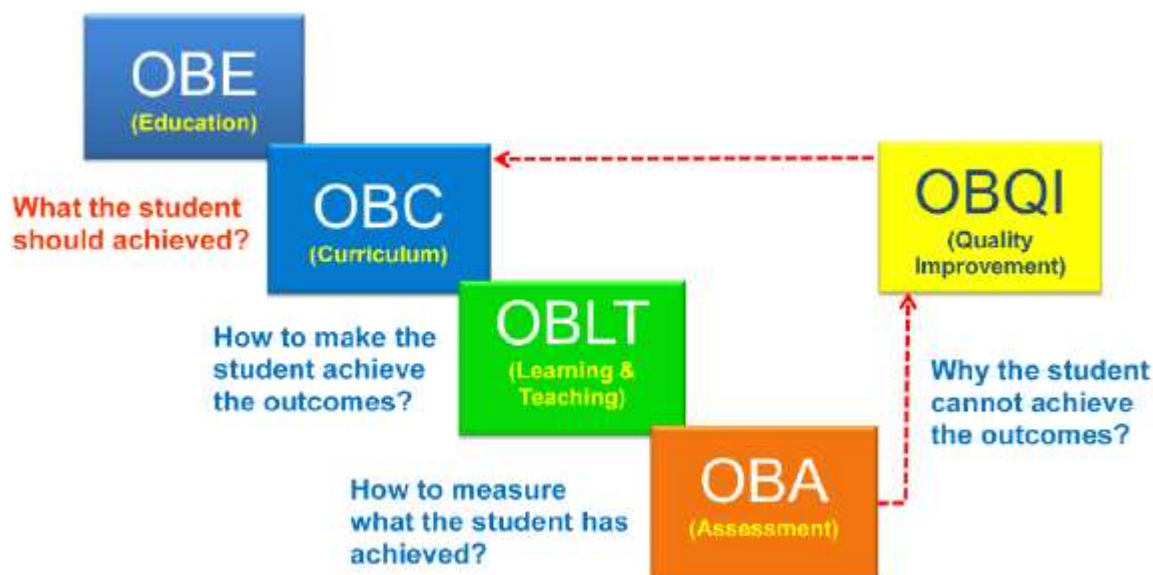 OBE
(Education)
What the student
should achieved?
OBC
(Curriculum)
OBQI
(Quality
Improvement)
How to make the
student achieve
the outcomes?
OBLT
(Learning &
Teaching)
Why the student
cannot achieve
the outcomes?
How to measure
what the student has
achieved?
OBA
(Assessment)